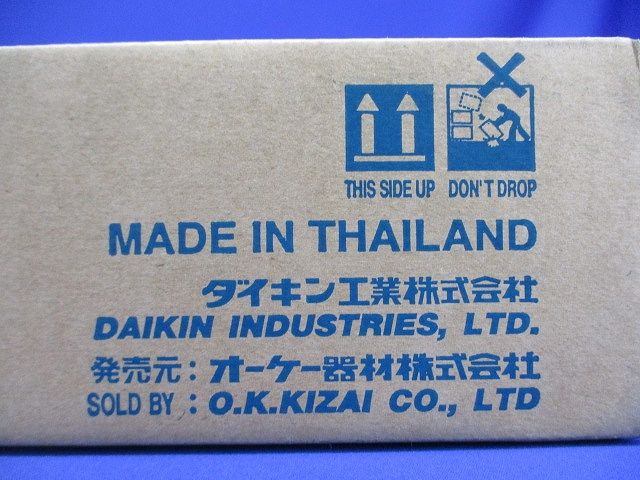 THIS SIDE UP DON'T DROP
MADE IN THAILAND
ダイキン工業株式会社
DAIKIN INDUSTRIES, LTD.
発売元：オーケー器材株式会社
SOLD BY : O.K.KIZAI CO., LTD